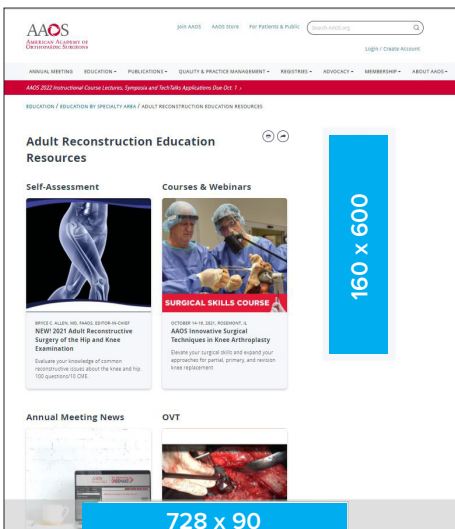 Join AAOS   AAOS Store   For Patients & Public   Search AAOS.org
AAOS
AMERICAN ACADEMY OF
ORTHOPAEDIC SURGEONS
Login / Create Account
ANNUAL MEETING   EDUCATION   PUBLICATIONS   QUALITY & PRACTICE MANAGEMENT   REGISTRIES   ADVOCACY   MEMBERSHIP   ABOUT AAOS
AAOS 2022 Instructional Course Lectures, Symposia and TechTalks Applications Due Oct 1 ›
EDUCATION / EDUCATION BY SPECIALTY AREA / ADULT RECONSTRUCTION EDUCATION RESOURCES
Adult Reconstruction Education
Resources
Self-Assessment
BRYCE C. ALLEN, MD, FAAOS, EDITOR-IN-CHIEF
NEW! 2021 Adult Reconstructive
Surgery of the Hip and Knee
Examination
Evaluate your knowledge of common
reconstructive issues about the knee and hip.
100 questions/10 CME.
Courses & Webinars
SURGICAL SKILLS COURSE
OCTOBER 14-16, 2021, ROSEMONT, IL
AAOS Innovative Surgical
Techniques in Knee Arthroplasty
Elevate your surgical skills and expand your
approaches for partial, primary, and revision
knee replacement
160 x 600
Annual Meeting News
OVT
728 x 90